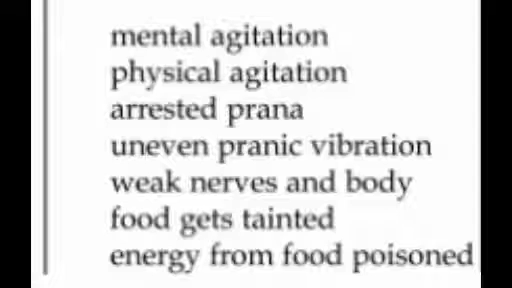 mental agitation
physical agitation
arrested prana
uneven pranic vibration
weak nerves and body
food gets tainted
energy from food poisoned